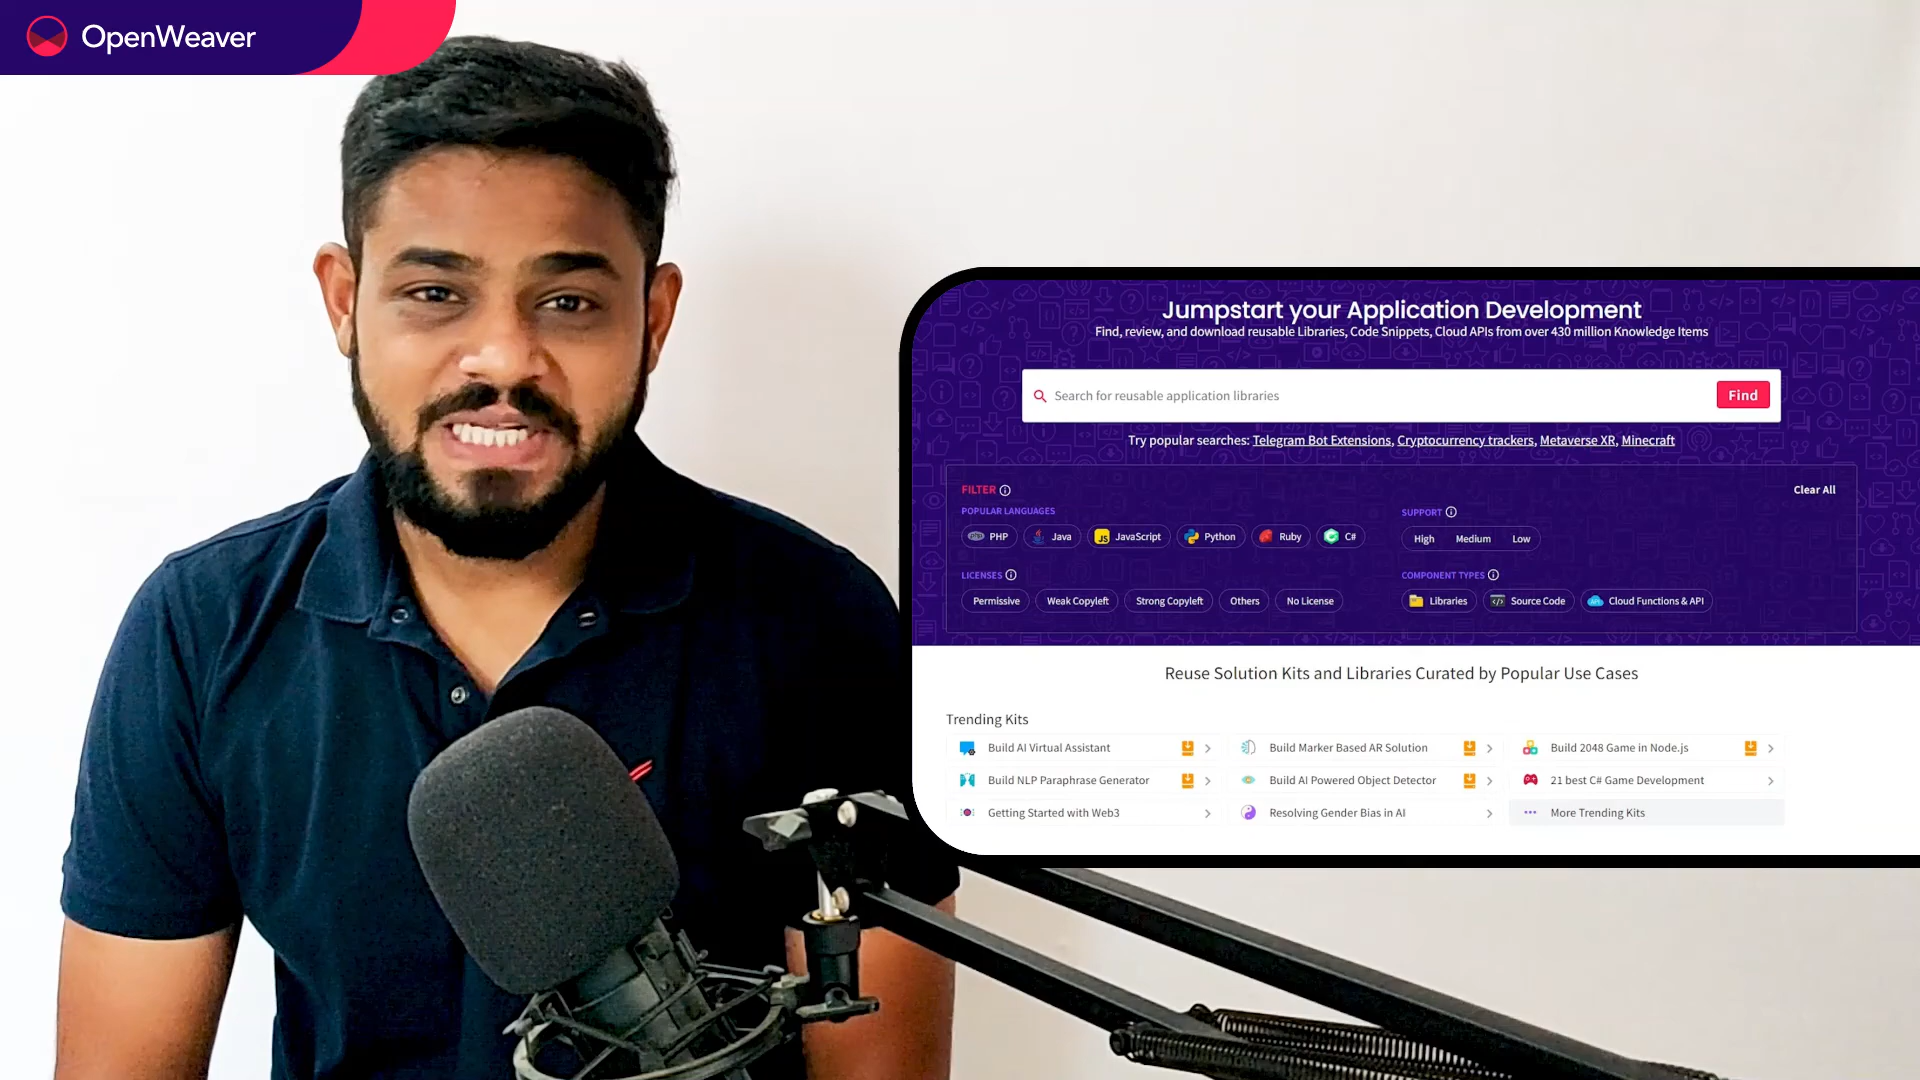 OpenWeaver
Jumpstart your Application Development
Find, review, and download reusable Libraries, Code Snippets, Cloud APIs from over 430 million Knowledge Items
Search for reusable application libraries
Find
Try popular searches: Telegram Bot Extensions, Cryptocurrency trackers, Metaverse XR, Minecraft
FILTER
Clear All
POPULAR LANGUAGES
PHP Java JavaScript Python Ruby C#
SUPPORT
High Medium Low
LICENSES
Permissive Weak Copyleft Strong Copyleft Others No License
COMPONENT TYPES
Libraries Source Code Cloud Functions & API
Reuse Solution Kits and Libraries Curated by Popular Use Cases
Trending Kits
Build AI Virtual Assistant Build Marker Based AR Solution Build 2048 Game in Node.js
Build NLP Paraphrase Generator Build AI Powered Object Detector 21 best C# Game Development
Getting Started with Web3 Resolving Gender Bias in AI More Trending Kits